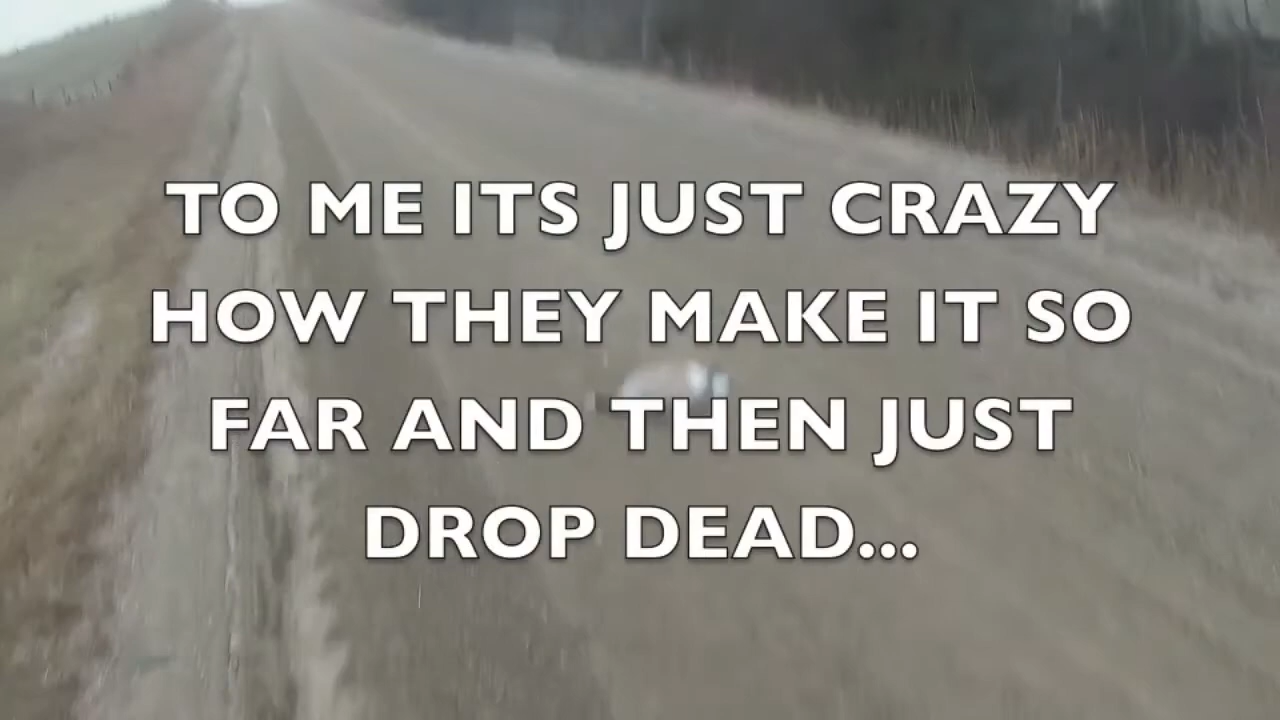 TO ME ITS JUST CRAZY
HOW THEY MAKE IT SO
FAR AND THEN JUST
DROP DEAD...